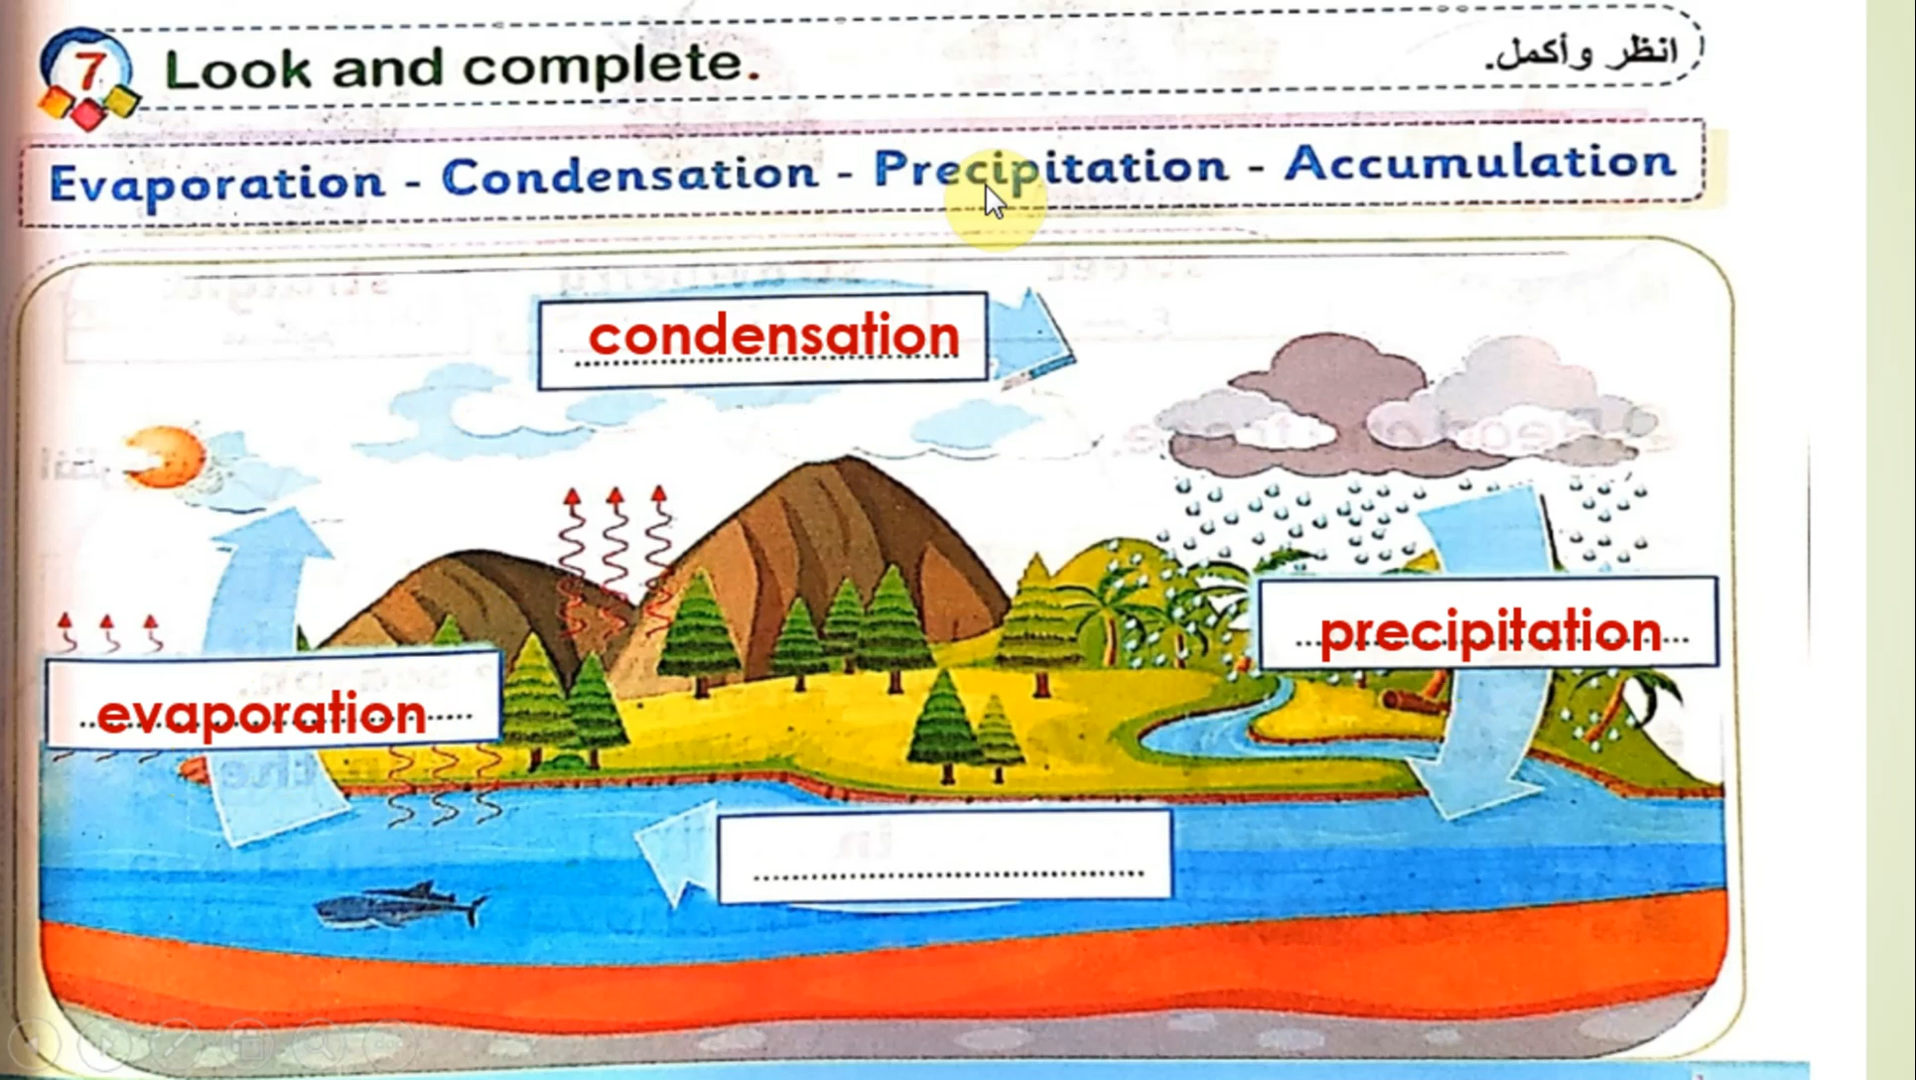 7 Look and complete.
انظر وأكمل.
Evaporation - Condensation - Precipitation - Accumulation
condensation
precipitation
evaporation